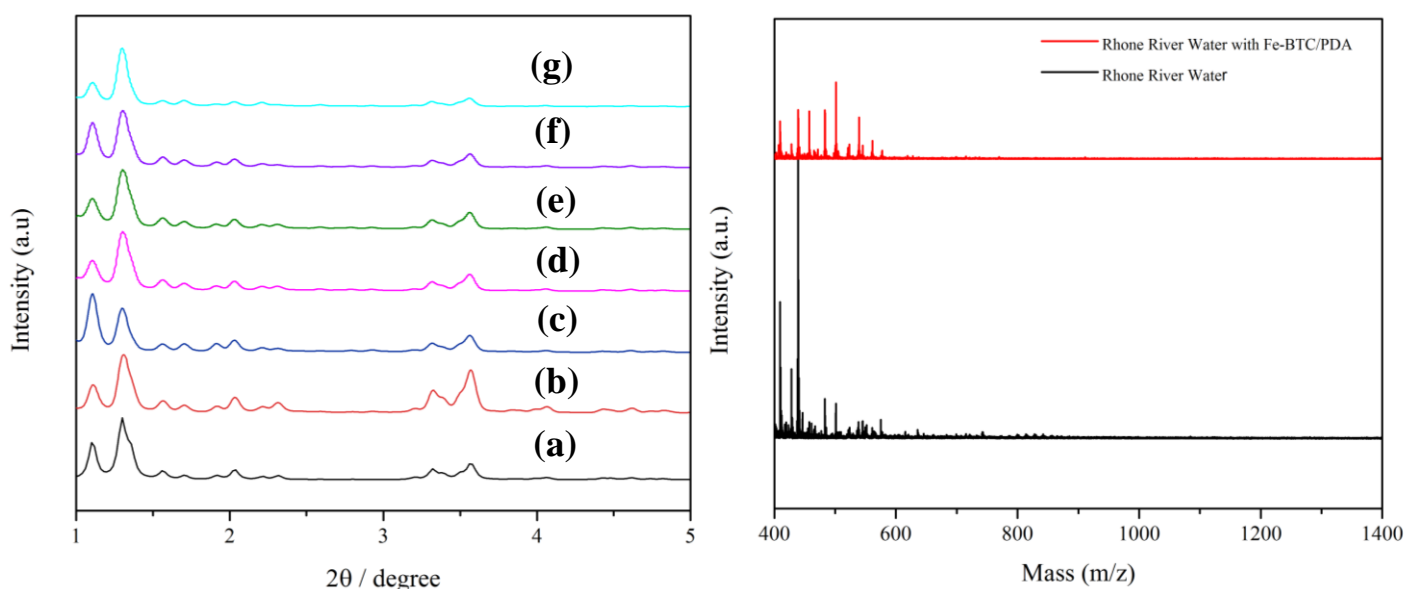 Intensity (a.u)
(g)
(f)
(e)
(d)
(c)
(b)
(a)
1 2 3 4 5
2θ / degree
Intensity (a.u.)
Rhone River Water with Fe-BTC/PDA
Rhone River Water
400 600 800 1000 1200 1400
Mass (m/z)